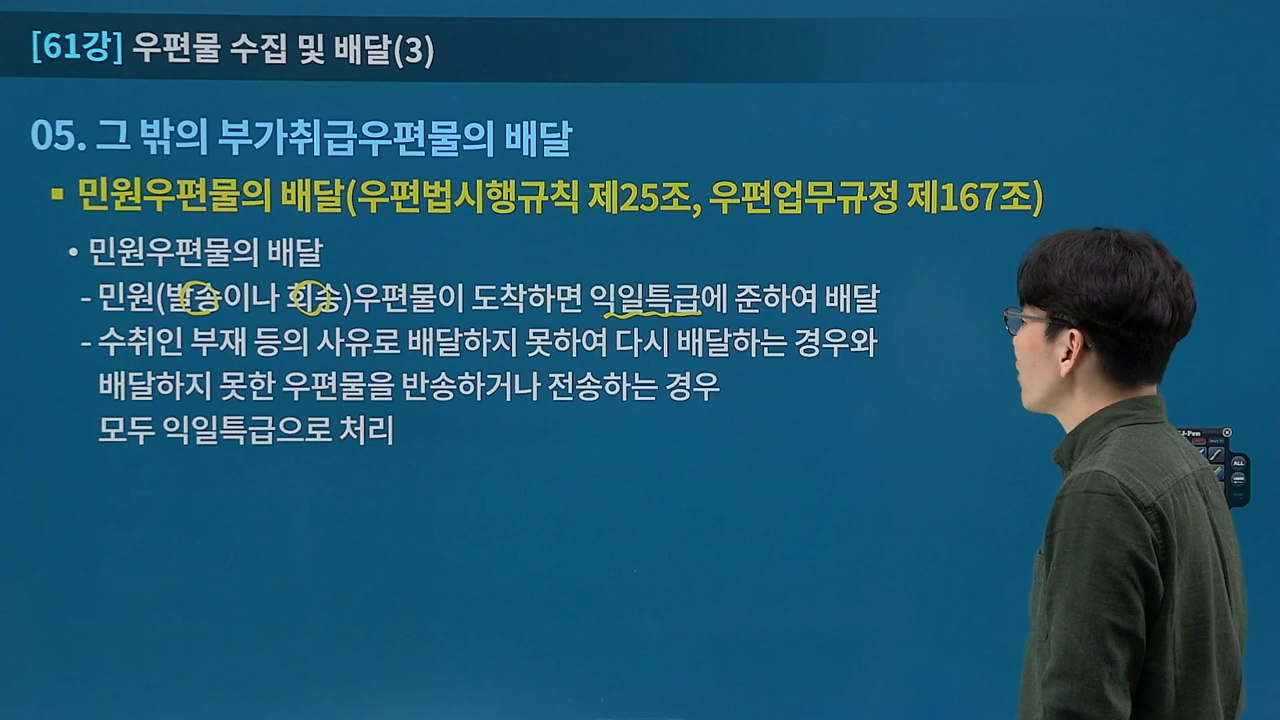 [61강] 우편물 수집 및 배달(3)
05. 그 밖의 부가취급우편물의 배달
▪ 민원우편물의 배달(우편법시행규칙 제25조, 우편업무규정 제167조)
• 민원우편물의 배달
- 민원(발송이나 회송)우편물이 도착하면 익일특급에 준하여 배달
- 수취인 부재 등의 사유로 배달하지 못하여 다시 배달하는 경우와
배달하지 못한 우편물을 반송하거나 전송하는 경우
모두 익일특급으로 처리
ALL